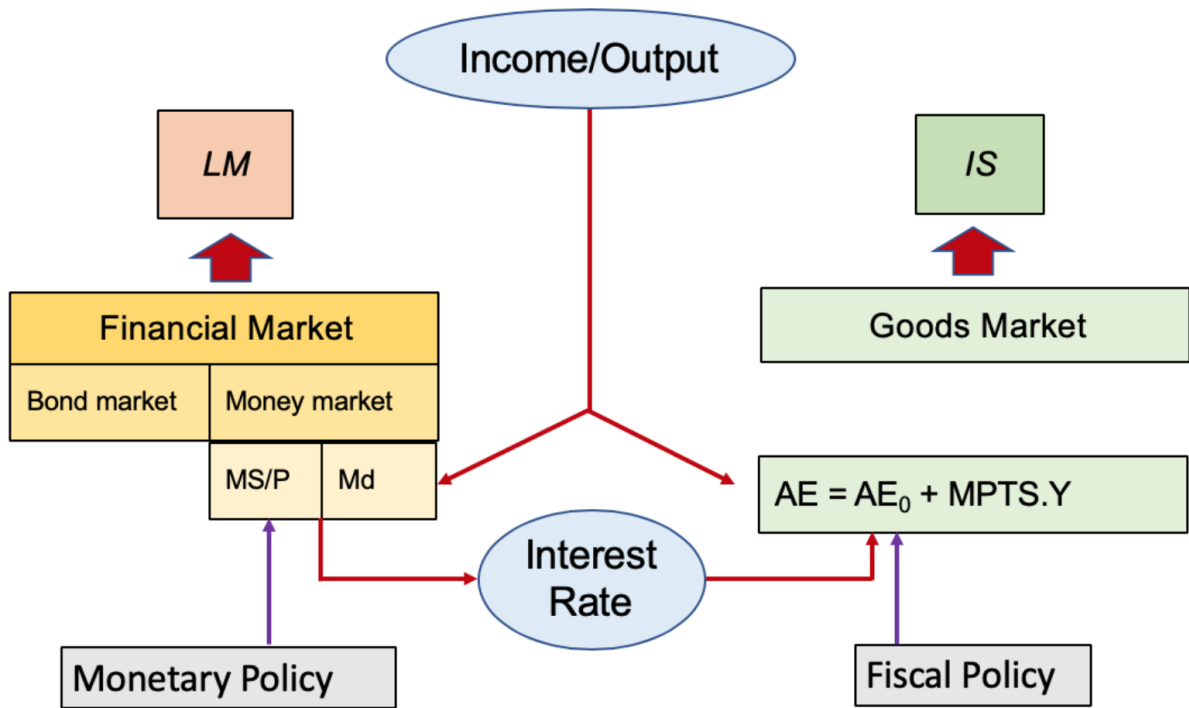 Income/Output
LM
IS
Financial Market
Goods Market
Bond market
Money market
MS/P
Md
AE = AE₀ + MPTS.Y
Interest
Rate
Monetary Policy
Fiscal Policy